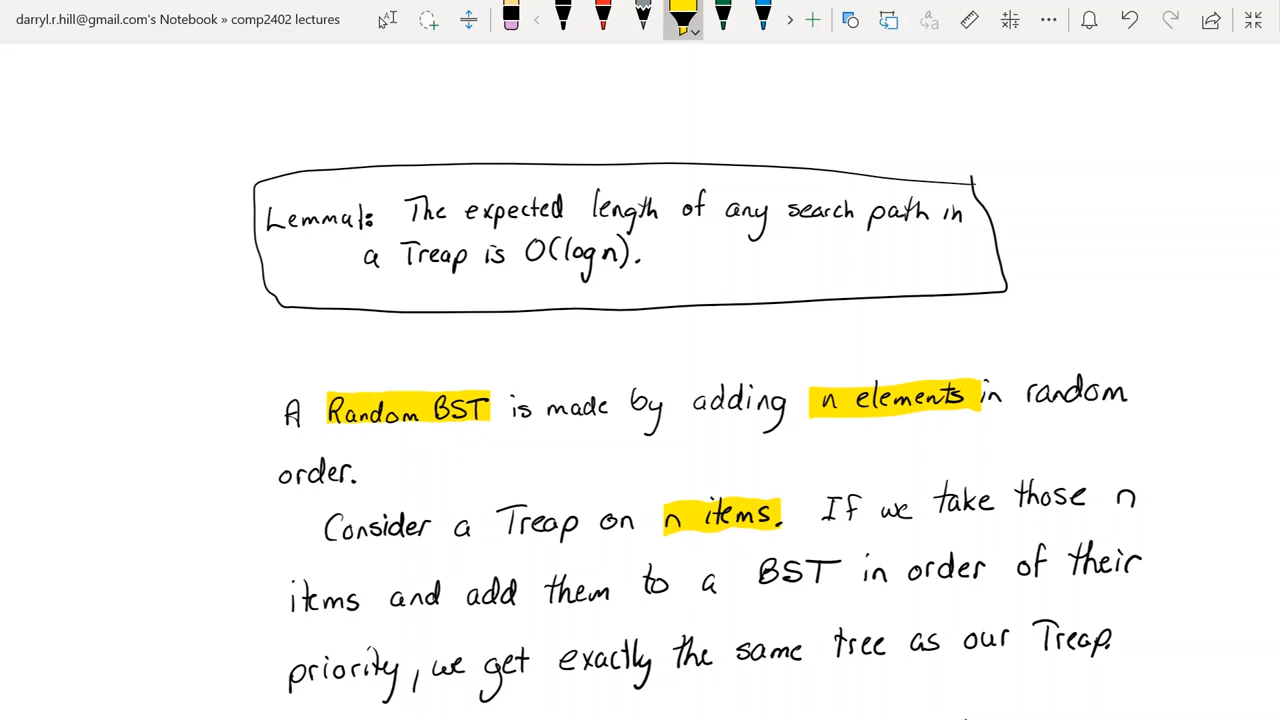 darryl.r.hill@gmail.com's Notebook » comp2402 lectures
Lemma1: The expected length of any search path in
a Treap is O(logn).
A Random BST is made by adding n elements in random
order.
Consider a Treap on n items. If we take those n
items and add them to a BST in order of their
priority, we get exactly the same tree as our Treap.